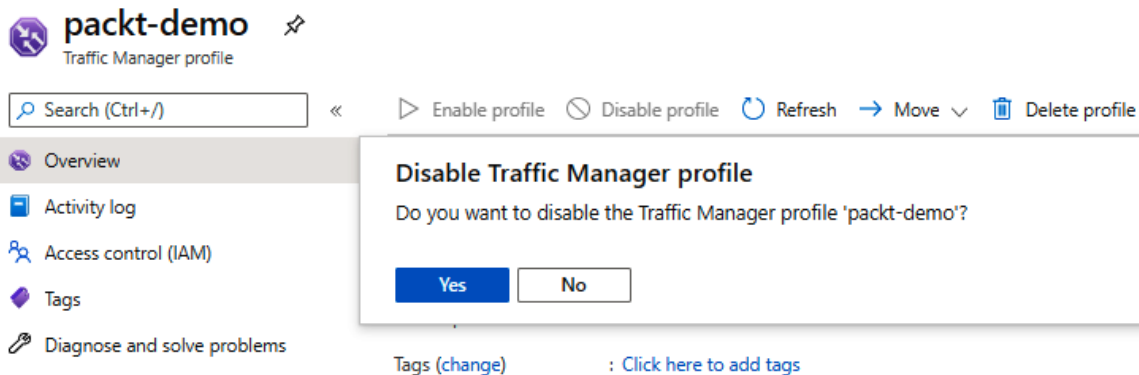 packt-demo
Traffic Manager profile
Search (Ctrl+/)
«
Enable profile
Disable profile
Refresh
Move
Delete profile
Overview
Activity log
Access control (IAM)
Tags
Diagnose and solve problems
Disable Traffic Manager profile
Do you want to disable the Traffic Manager profile 'packt-demo'?
Yes
No
Tags (change) : Click here to add tags